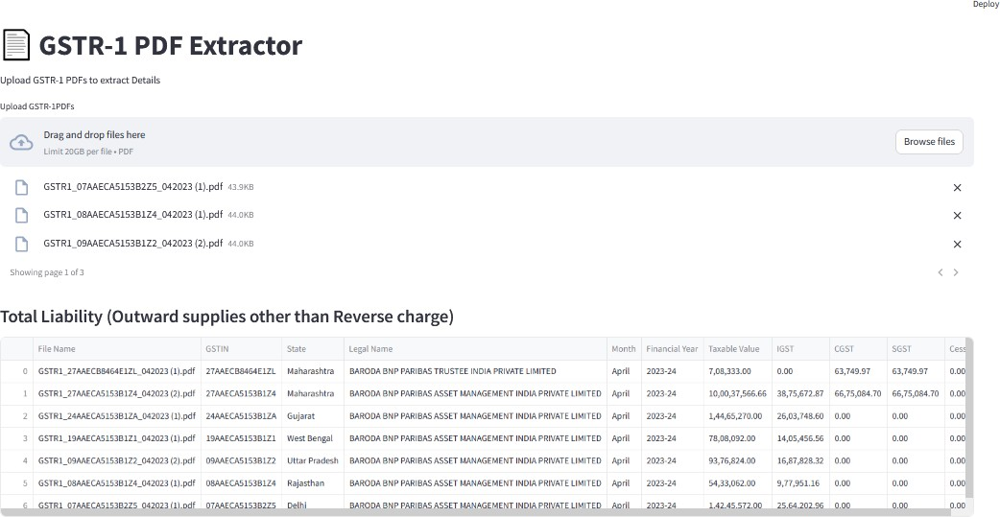 Deploy
GSTR-1 PDF Extractor
Upload GSTR-1 PDFs to extract Details
Upload GSTR-1PDFs
Drag and drop files here
Limit 20GB per file • PDF
Browse files
GSTR1_07AAECA5153B2Z5_042023 (1).pdf 43.9KB
GSTR1_08AAECA5153B1Z4_042023 (1).pdf 44.0KB
GSTR1_09AAECA5153B1Z2_042023 (2).pdf 44.0KB
Showing page 1 of 3
Total Liability (Outward supplies other than Reverse charge)
File Name GSTIN State Legal Name Month Financial Year Taxable Value IGST CGST SGST Cess
0 GSTR1_27AAECB8464E1ZL_042023 (1).pdf 27AAECB8464E1ZL Maharashtra BARODA BNP PARIBAS TRUSTEE INDIA PRIVATE LIMITED April 2023-24 7,08,333.00 0.00 63,749.97 63,749.97 0.00
1 GSTR1_27AAECA5153B1Z4_042023 (2).pdf 27AAECA5153B1Z4 Maharashtra BARODA BNP PARIBAS ASSET MANAGEMENT INDIA PRIVATE LIMITED April 2023-24 10,00,37,566.66 38,75,672.87 66,75,084.70 66,75,084.70 0.00
2 GSTR1_24AAECA5153B1ZA_042023 (1).pdf 24AAECA5153B1ZA Gujarat BARODA BNP PARIBAS ASSET MANAGEMENT INDIA PRIVATE LIMITED April 2023-24 1,44,65,270.00 26,03,748.60 0.00 0.00 0.00
3 GSTR1_19AAECA5153B1Z1_042023 (1).pdf 19AAECA5153B1Z1 West Bengal BARODA BNP PARIBAS ASSET MANAGEMENT INDIA PRIVATE LIMITED April 2023-24 78,08,092.00 14,05,456.56 0.00 0.00 0.00
4 GSTR1_09AAECA5153B1Z2_042023 (2).pdf 09AAECA5153B1Z2 Uttar Pradesh BARODA BNP PARIBAS ASSET MANAGEMENT INDIA PRIVATE LIMITED April 2023-24 93,76,824.00 16,87,828.32 0.00 0.00 0.00
5 GSTR1_08AAECA5153B1Z4_042023 (1).pdf 08AAECA5153B1Z4 Rajasthan BARODA BNP PARIBAS ASSET MANAGEMENT INDIA PRIVATE LIMITED April 2023-24 54,33,062.00 9,77,951.16 0.00 0.00 0.00
6 GSTR1_07AAECA5153B2Z5_042023 (1).pdf 07AAECA5153B2Z5 Delhi BARODA BNP PARIBAS ASSET MANAGEMENT INDIA PRIVATE LIMITED April 2023-24 1,42,45,572.00 25,64,202.96 0.00 0.00 0.00